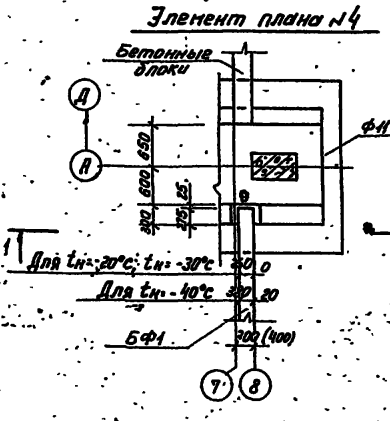 Элемент плана №4
Бетонные
блоки
Д
А
Ф11
650
600
25
300
275
1
Для tн=-20°С, tн=-30°С
0
Для tн=-40°С
20
БФ1
300 (400)
7
8